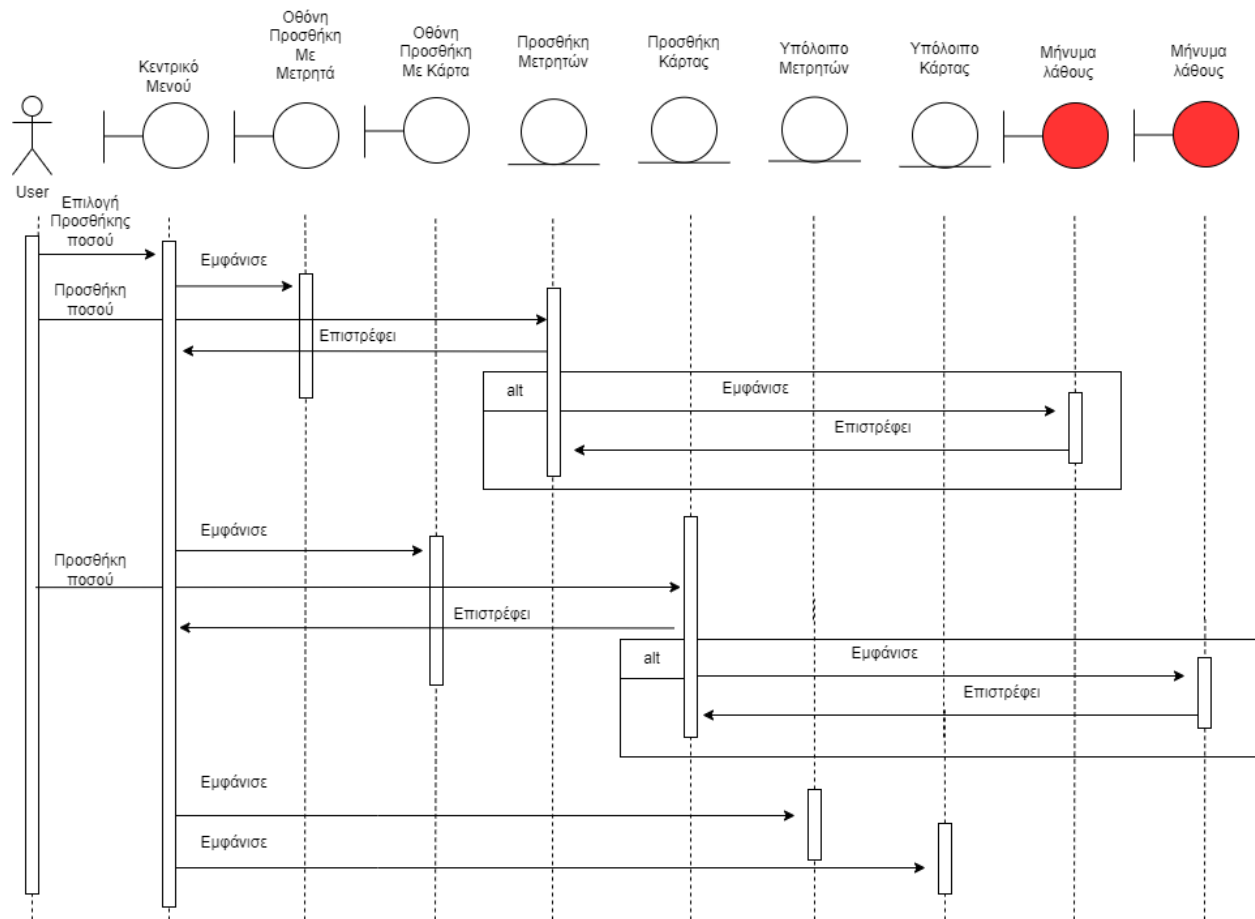 Οθόνη
Προσθήκη
Με
Μετρητά
Οθόνη
Προσθήκη
Με Κάρτα
Προσθήκη
Μετρητών
Προσθήκη
Κάρτας
Υπόλοιπο
Μετρητών
Υπόλοιπο
Κάρτας
Μήνυμα
λάθους
Μήνυμα
λάθους
Κεντρικό
Μενού
User
Επιλογή
Προσθήκης
ποσού
Εμφάνισε
Προσθήκη
ποσού
Επιστρέφει
alt
Εμφάνισε
Επιστρέφει
Εμφάνισε
Προσθήκη
ποσού
Επιστρέφει
alt
Εμφάνισε
Επιστρέφει
Εμφάνισε
Εμφάνισε